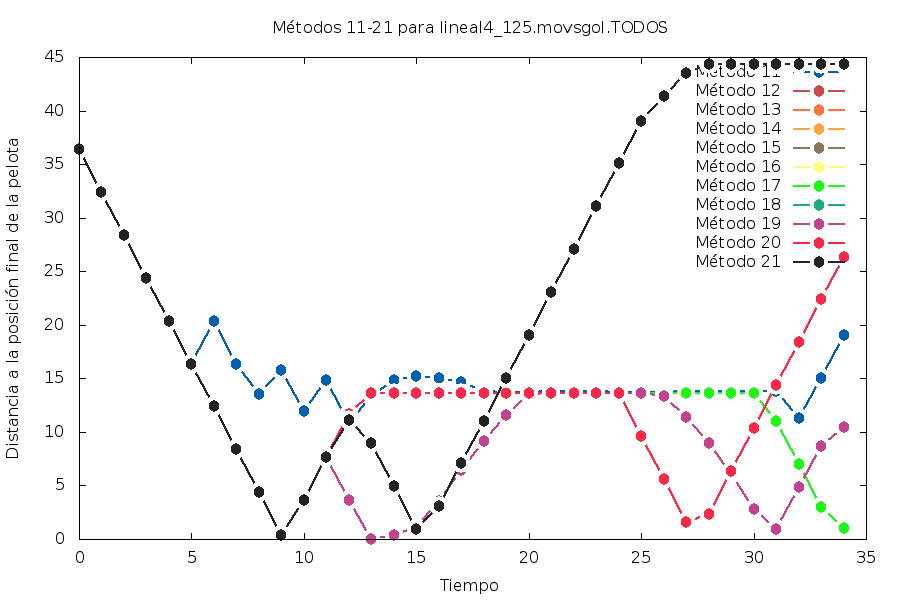 Métodos 11-21 para lineal4_125.movsgol.TODOS
Distancia a la posición final de la pelota
45
40
35
30
25
20
15
10
5
0
0 5 10 15 20 25 30 35
Tiempo
Método 11
Método 12
Método 13
Método 14
Método 15
Método 16
Método 17
Método 18
Método 19
Método 20
Método 21